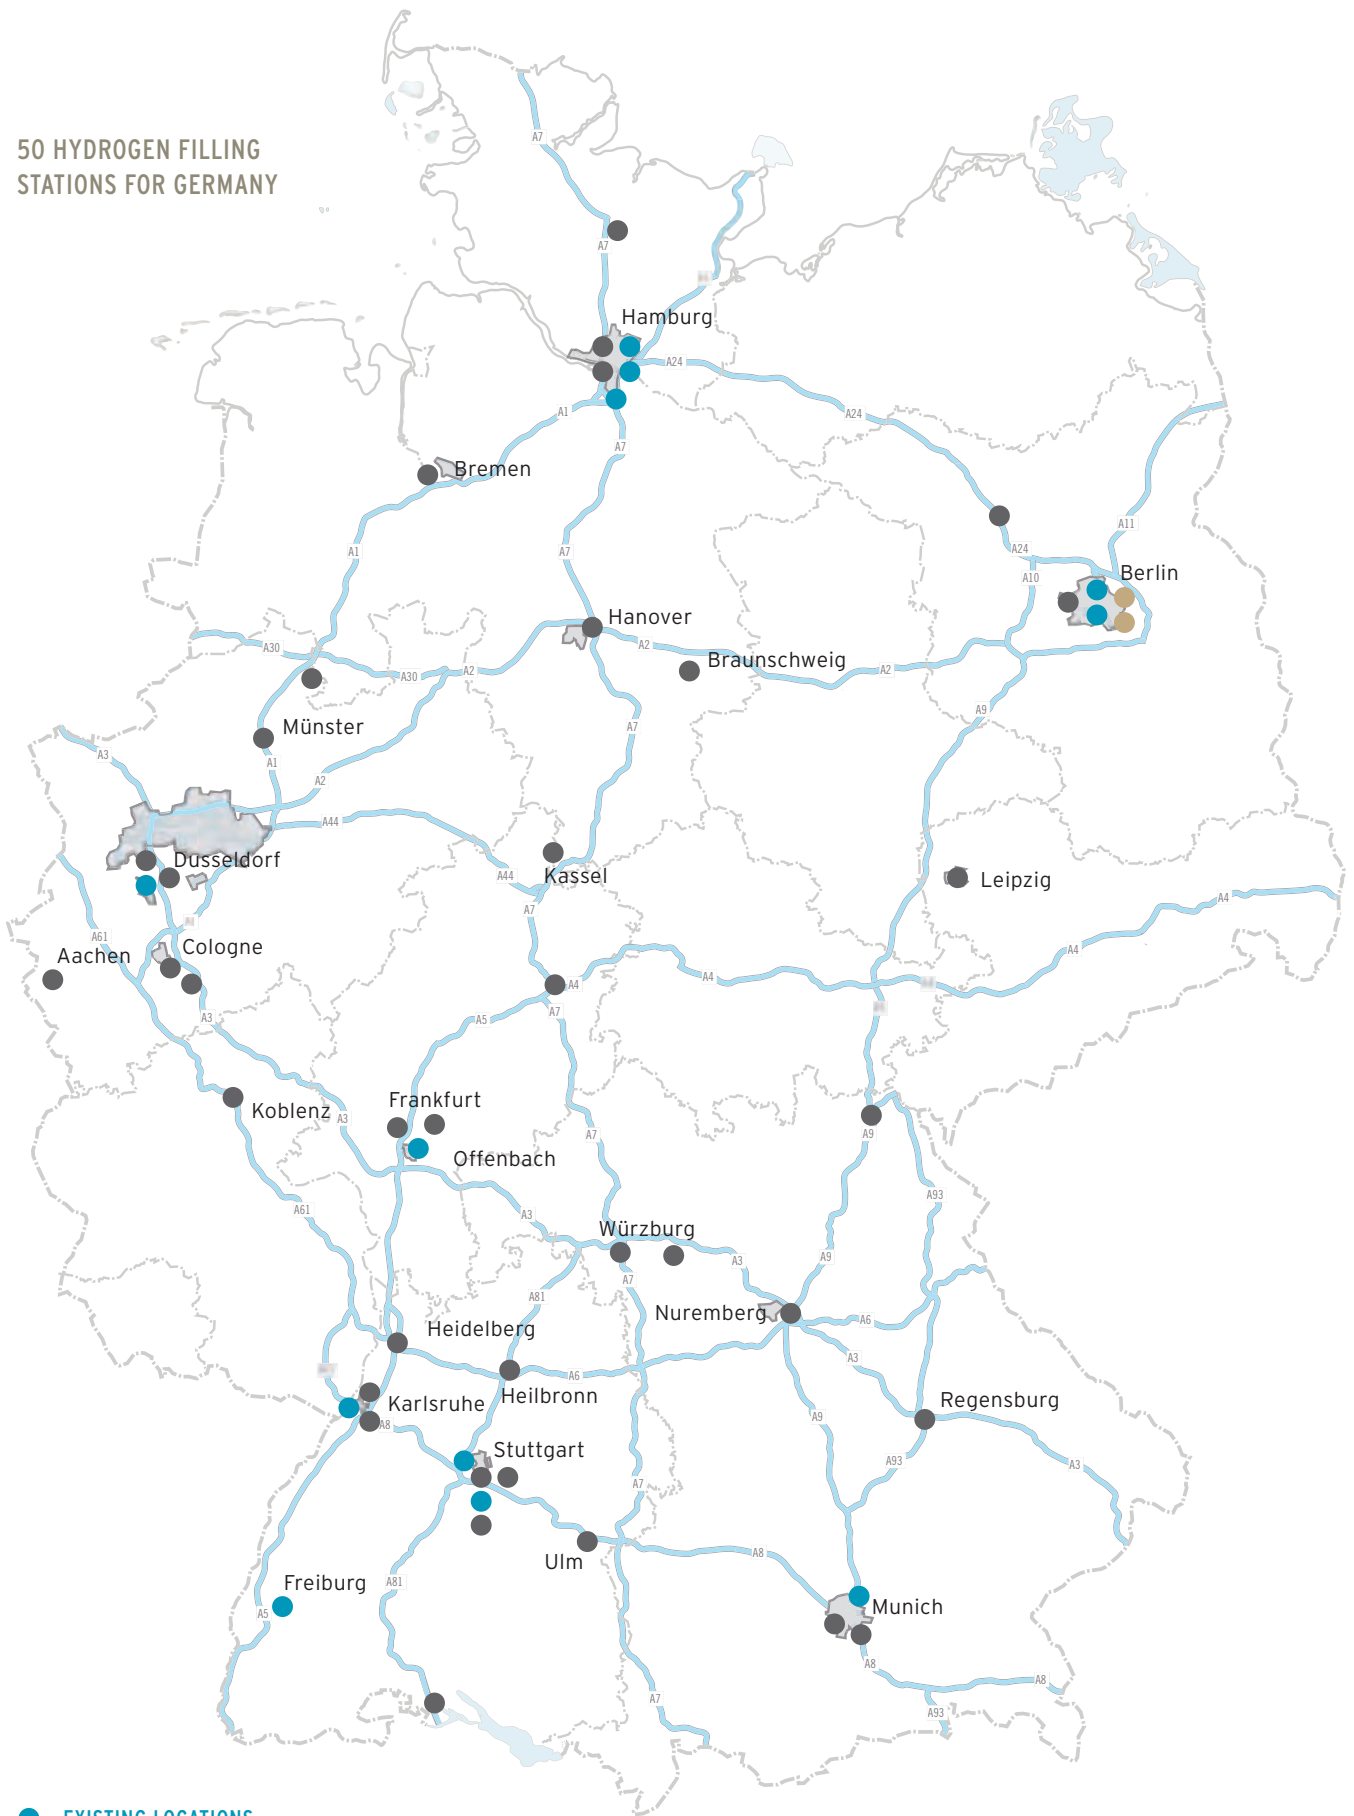 50 HYDROGEN FILLING
STATIONS FOR GERMANY
A7
A7
Hamburg
A24
A1
A24
A7
Bremen
A1
A7
A11
A24
A10
Berlin
Hanover
A30
A2
Braunschweig
A30
A2
A2
A9
Münster
A7
A3
A1
A2
A44
Dusseldorf
Kassel
A44
Leipzig
A4
A7
A61
Cologne
Aachen
A4
A4
A4
A3
A5
A7
Frankfurt
Koblenz
A3
A7
A9
Offenbach
A93
A61
A3
Würzburg
A9
A3
A7
A81
Nuremberg
A6
Heidelberg
A3
A6
Heilbronn
Karlsruhe
A8
Regensburg
A9
Stuttgart
A93
A3
A7
Ulm
A8
Freiburg
A81
Munich
A5
A8
A8
A7
A93
EXISTING LOCATIONS